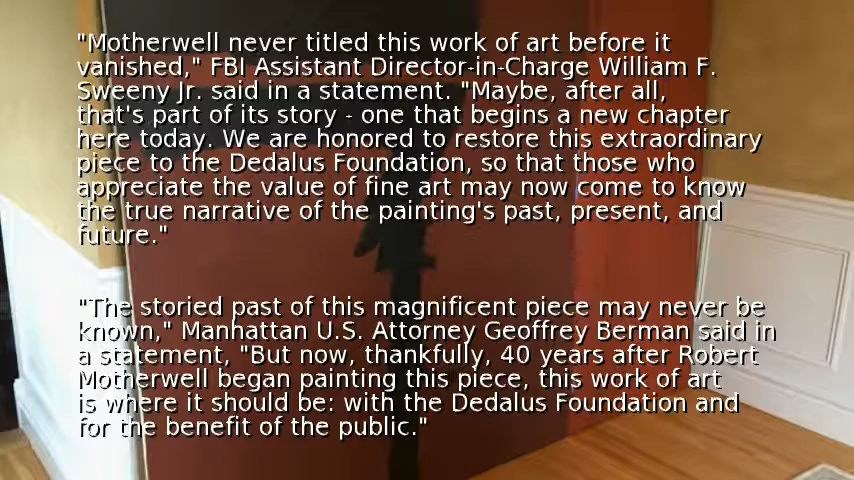 "Motherwell never titled this work of art before it
vanished," FBI Assistant Director-in-Charge William F.
Sweeny Jr. said in a statement. "Maybe, after all,
that's part of its story - one that begins a new chapter
here today. We are honored to restore this extraordinary
piece to the Dedalus Foundation, so that those who
appreciate the value of fine art may now come to know
the true narrative of the painting's past, present, and
future."
"The storied past of this magnificent piece may never be
known," Manhattan U.S. Attorney Geoffrey Berman said in
a statement, "But now, thankfully, 40 years after Robert
Motherwell began painting this piece, this work of art
is where it should be: with the Dedalus Foundation and
for the benefit of the public."